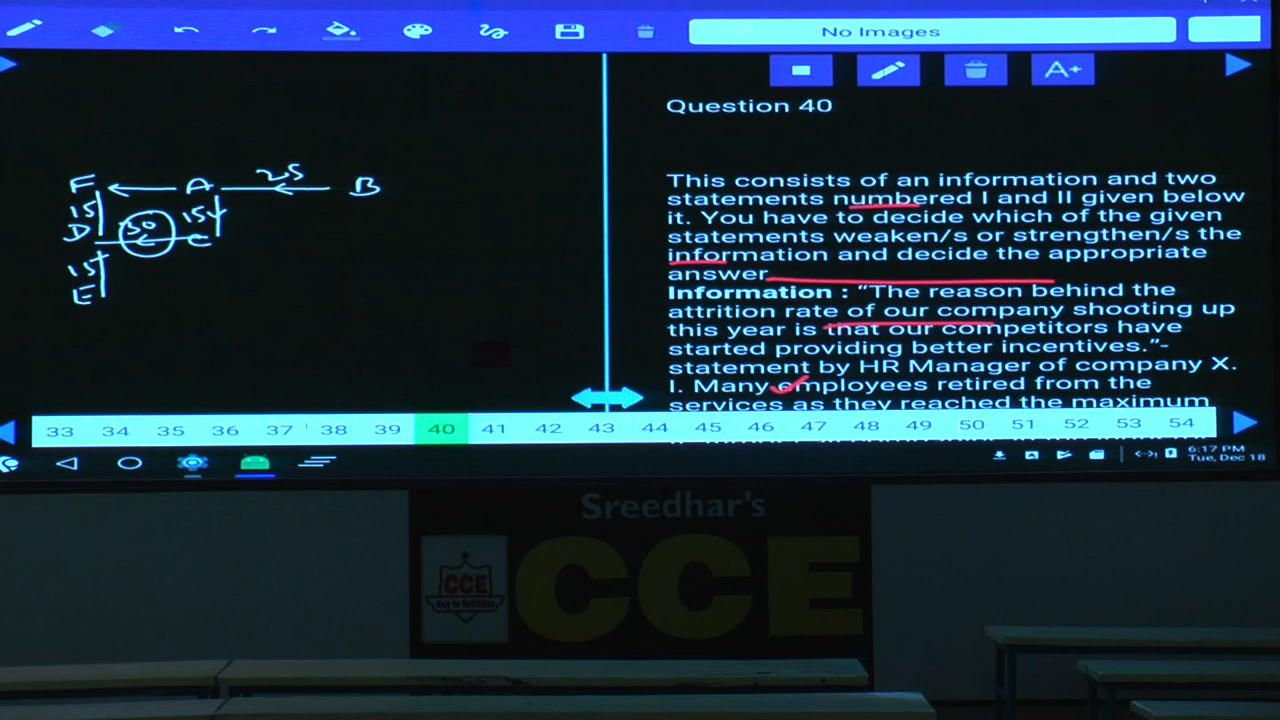 No Images
A+
Question 40
This consists of an information and two
statements numbered I and II given below
it. You have to decide which of the given
statements weaken/s or strengthen/s the
information and decide the appropriate
answer
Information : “The reason behind the
attrition rate of our company shooting up
this year is that our competitors have
started providing better incentives.”-
statement by HR Manager of company X.
I. Many employees retired from the
services as they reached the maximum
F A 25 B
15 50 15
D C
15
E
33 34 35 36 37 38 39 40 41 42 43 44 45 46 47 48 49 50 51 52 53 54
6:17 PM
Tue, Dec 18
Sreedhar's
CCE
CCE
Key to SuCCEss